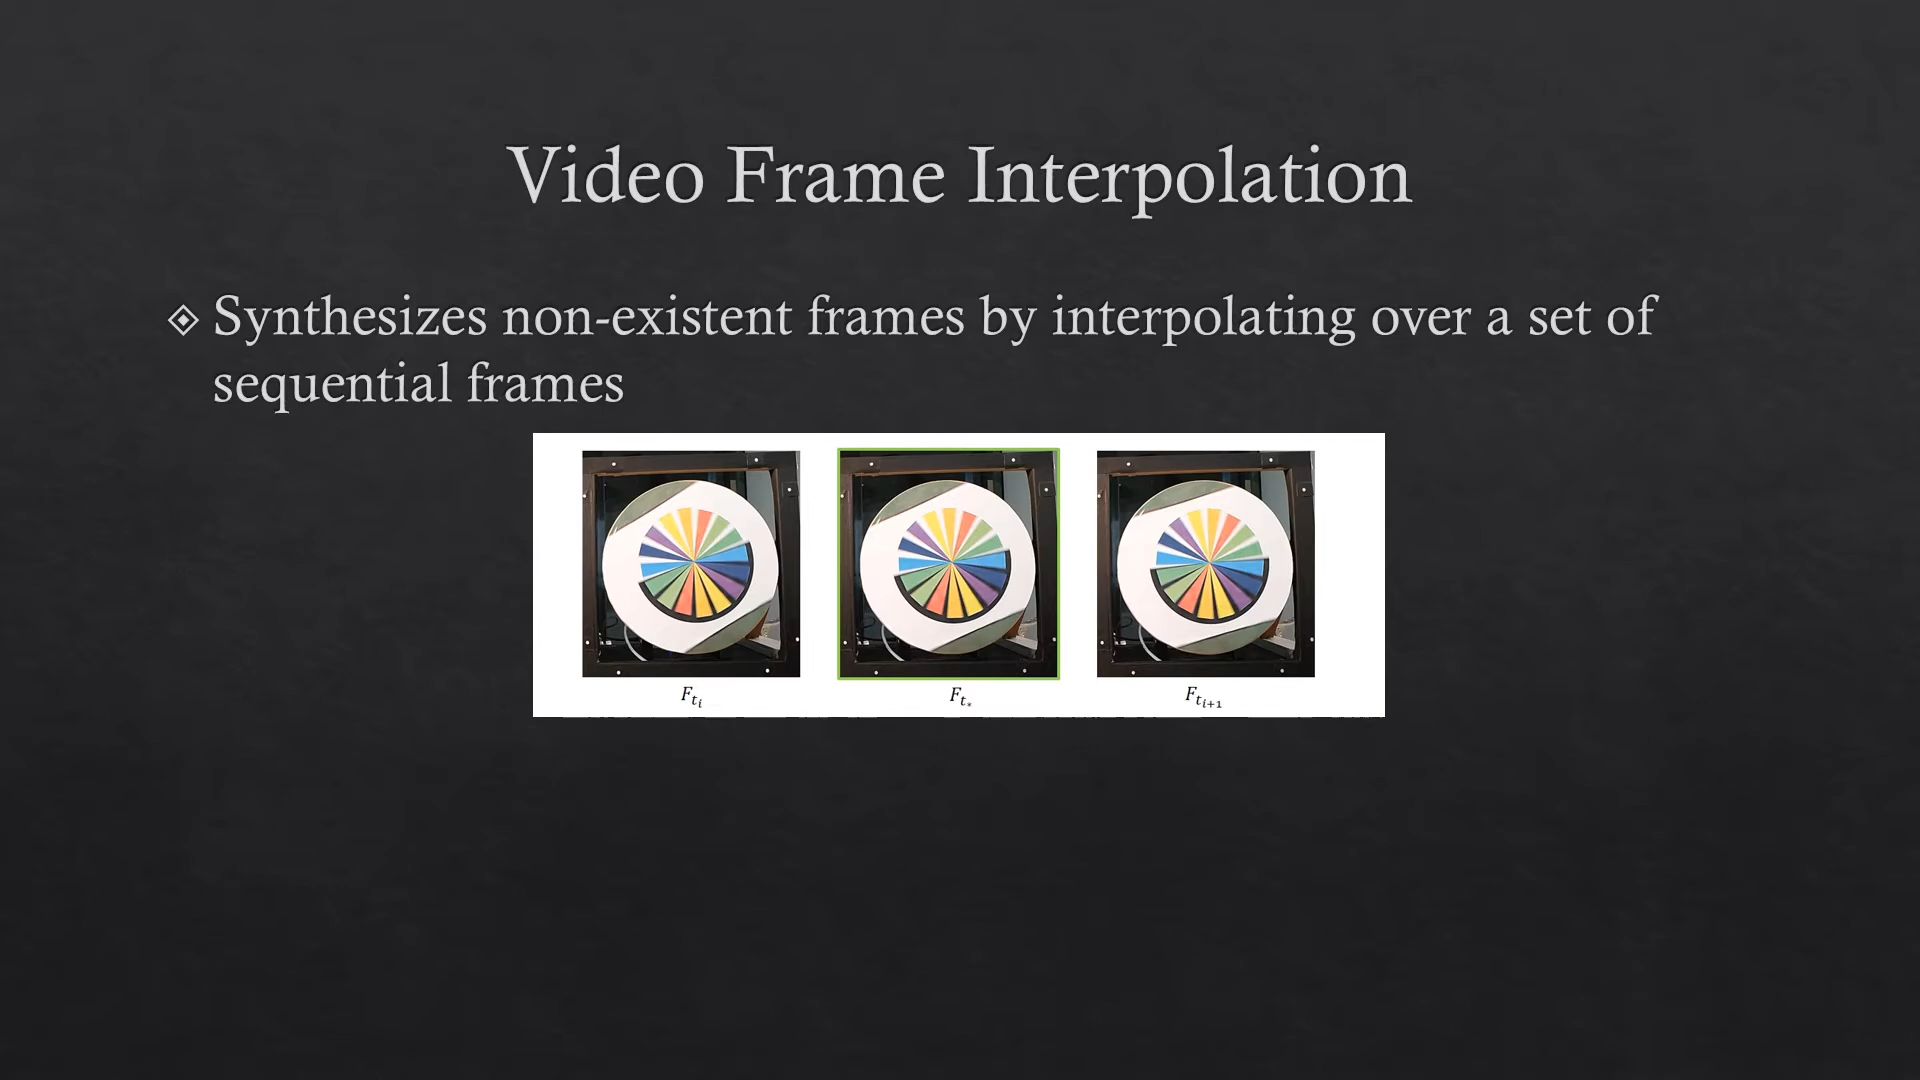 Video Frame Interpolation
Synthesizes non-existent frames by interpolating over a set of
sequential frames
F_{t_i} F_{t_*} F_{t_{i+1}}